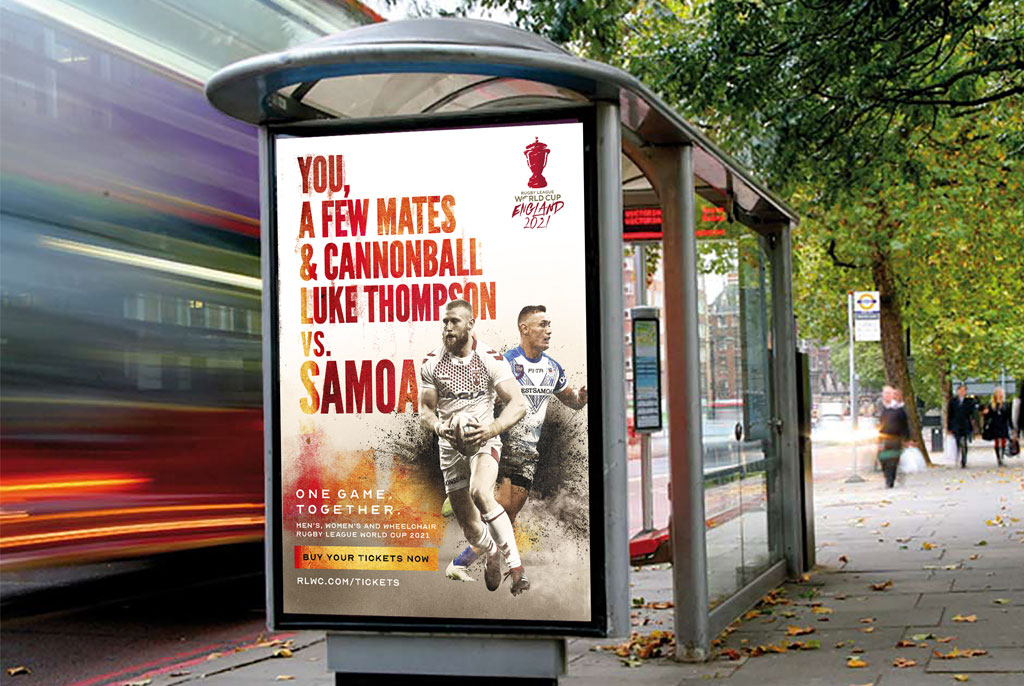 YOU,
A FEW MATES
& CANNONBALL
LUKE THOMPSON
VS.
SAMOA
RUGBY LEAGUE
WORLD CUP
ENGLAND
2021
ONE GAME.
TOGETHER.
MEN'S, WOMEN'S AND WHEELCHAIR
RUGBY LEAGUE WORLD CUP 2021
BUY YOUR TICKETS NOW
RLWC.COM/TICKETS